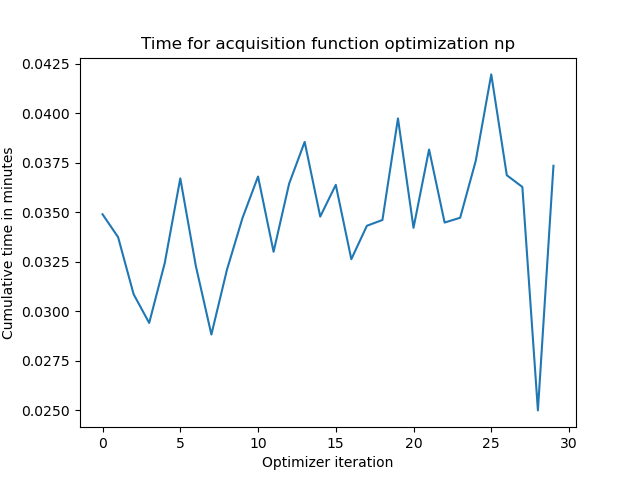 Time for acquisition function optimization np
Cumulative time in minutes
0.0425
0.0400
0.0375
0.0350
0.0325
0.0300
0.0275
0.0250
0 5 10 15 20 25 30
Optimizer iteration